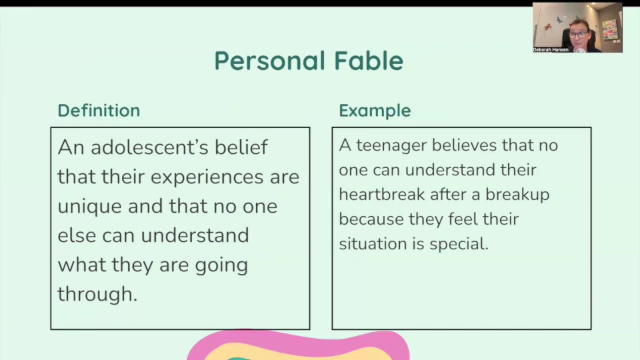 Deborah Hansen
Personal Fable
Definition
Example
An adolescent's belief
that their experiences are
unique and that no one
else can understand
what they are going
through.
A teenager believes that no
one can understand their
heartbreak after a breakup
because they feel their
situation is special.